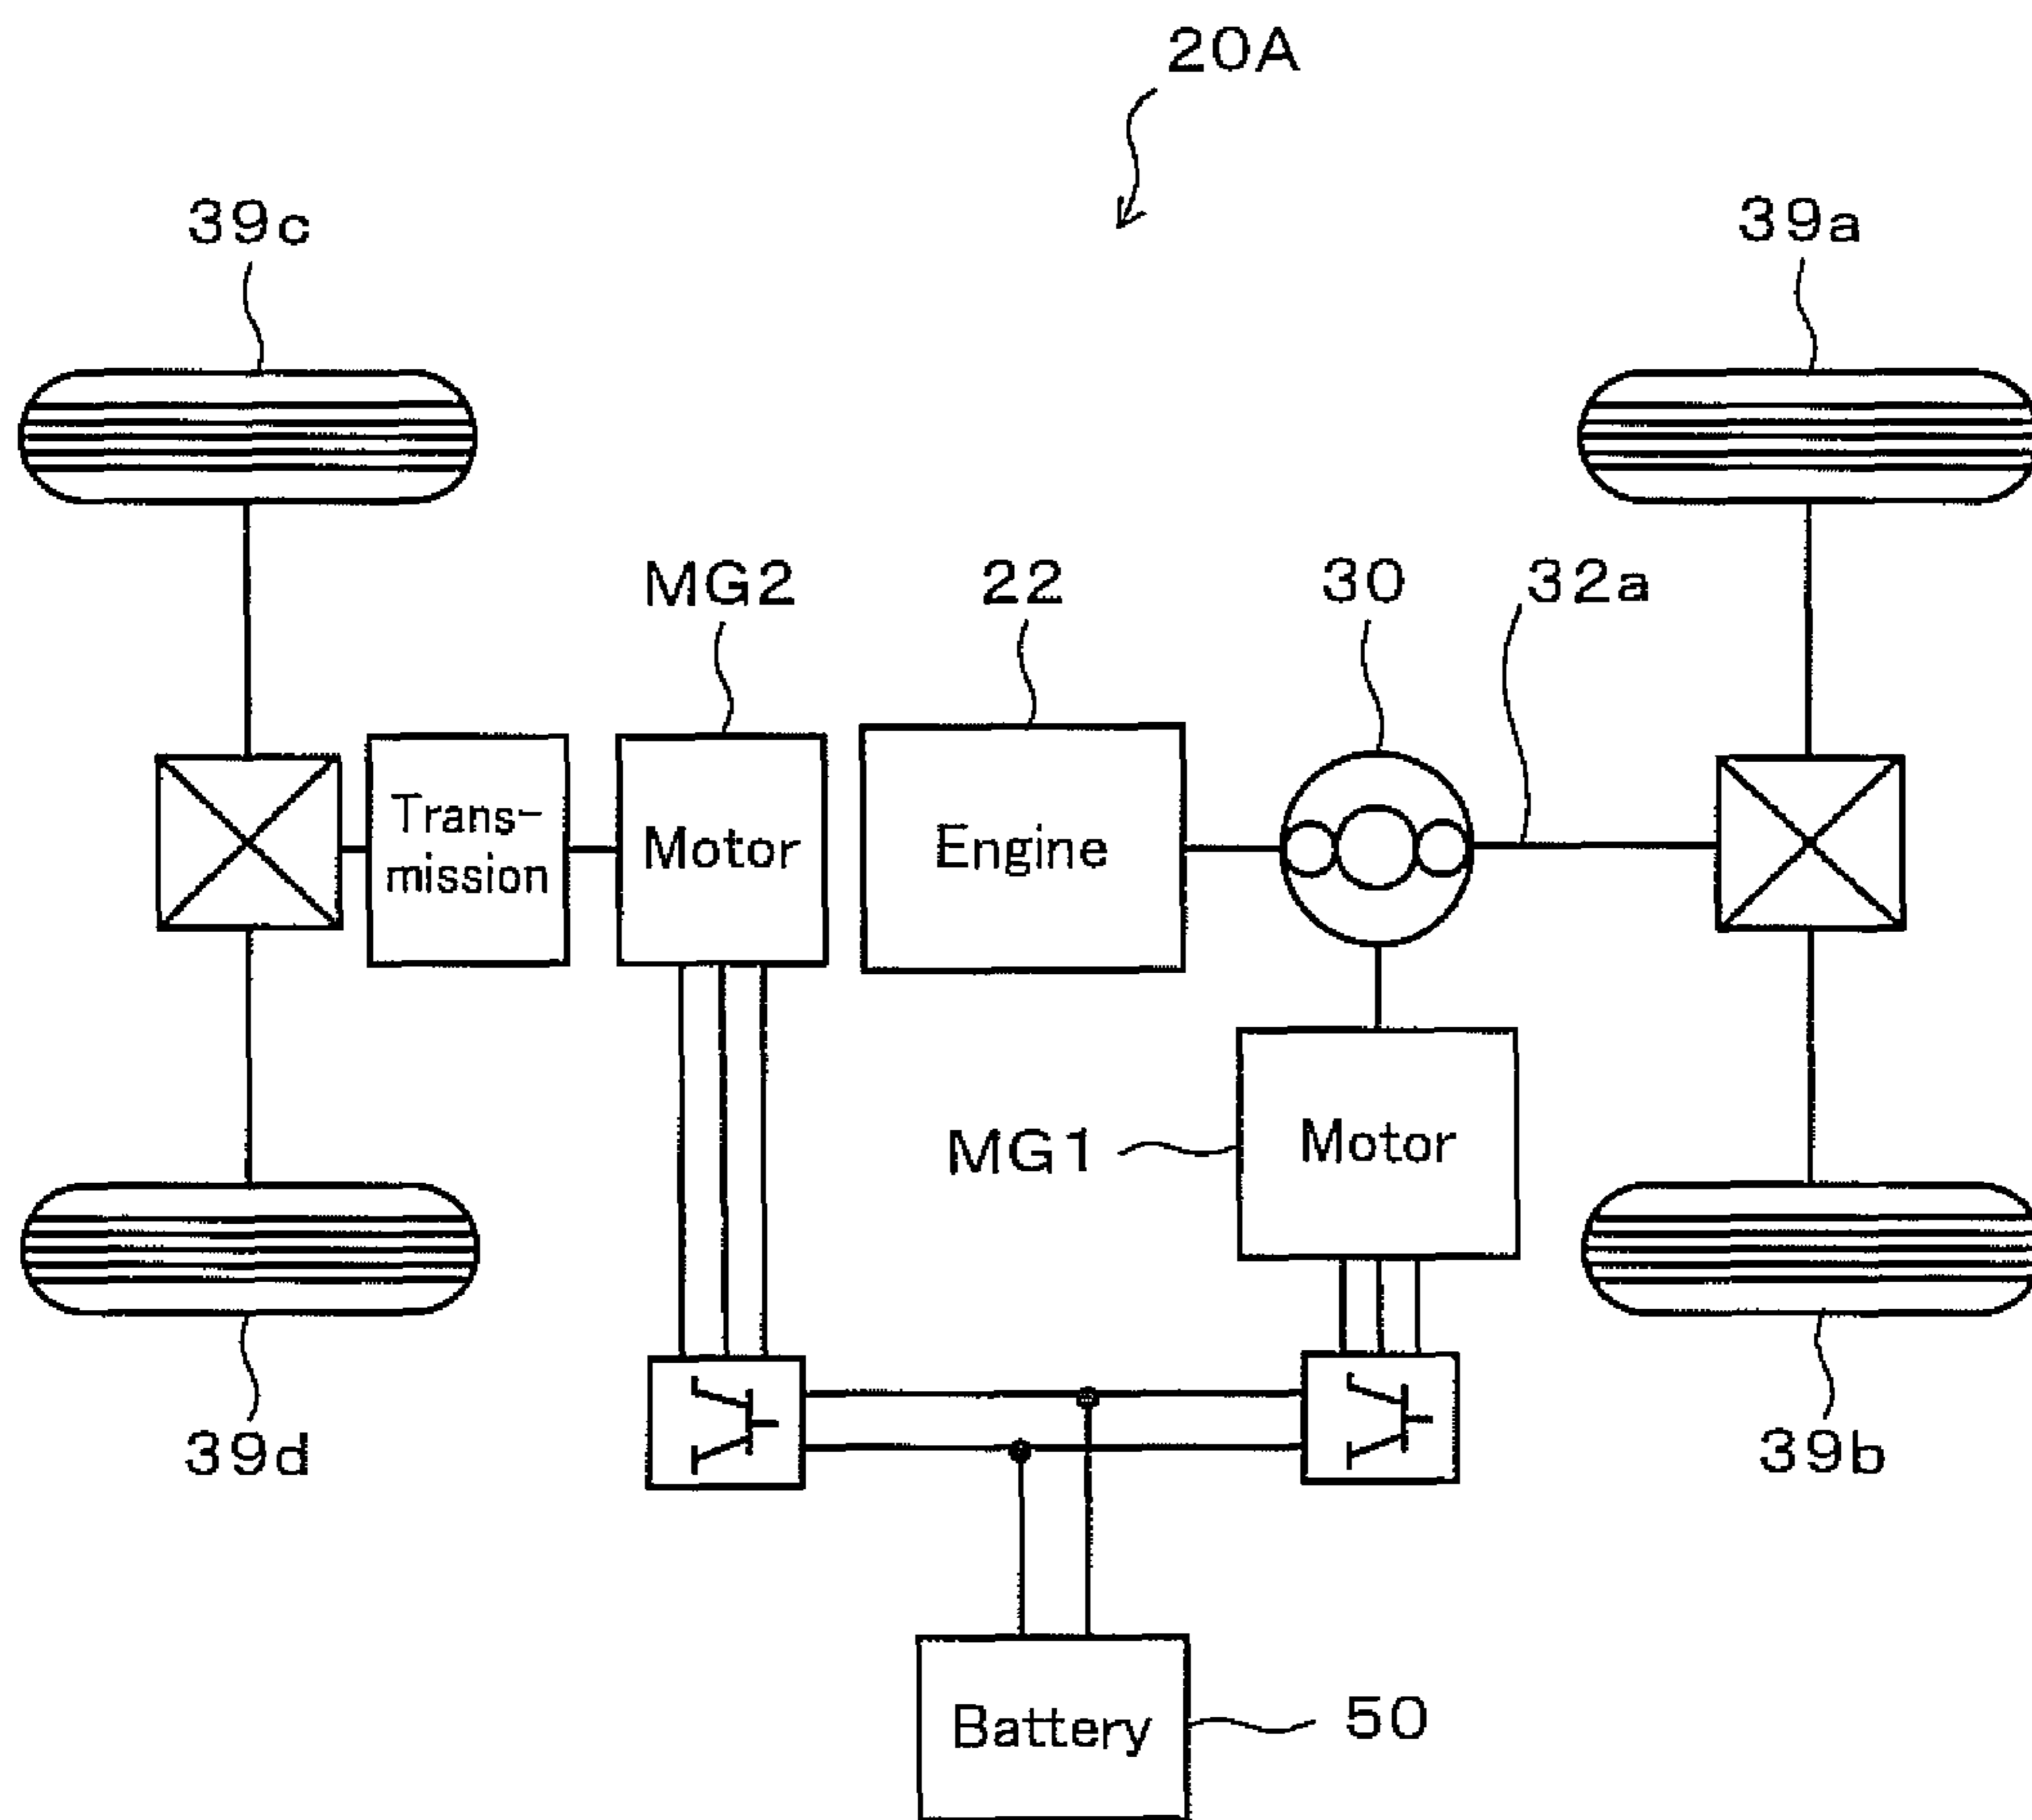 20A
39c
39a
MG2
22
30
32a
Trans-
mission
Motor
Engine
MG1
Motor
39d
39b
Battery
50